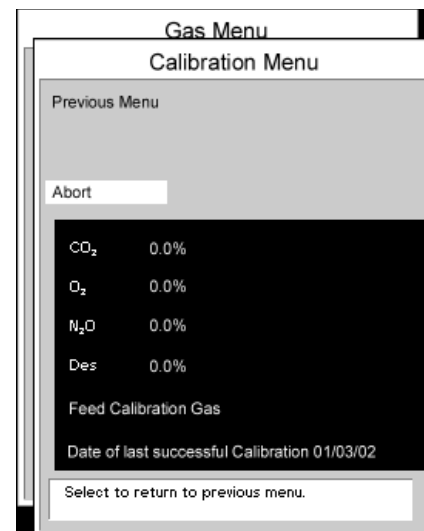 Gas Menu
Calibration Menu
Previous Menu
Abort
CO₂ 0.0%
O₂ 0.0%
N₂O 0.0%
Des 0.0%
Feed Calibration Gas
Date of last successful Calibration 01/03/02
Select to return to previous menu.